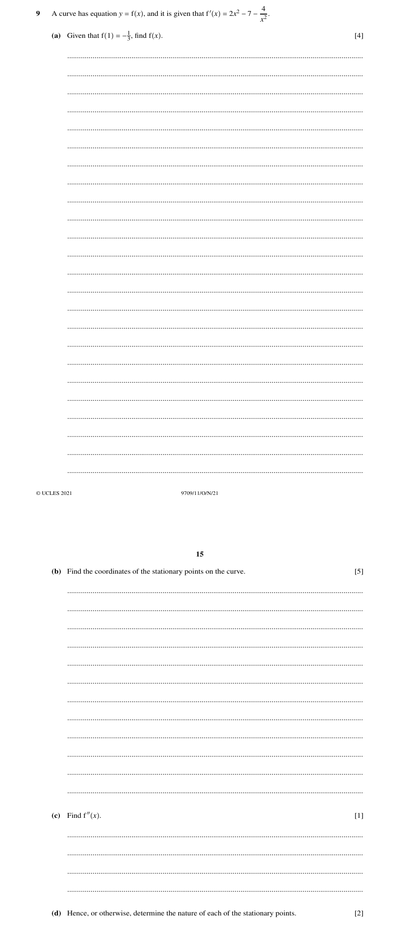 9 A curve has equation y = f(x), and it is given that f′(x) = 2x² − 7 − 4/x².
(a) Given that f(1) = −1/3, find f(x). [4]
© UCLES 2021 9709/11/O/N/21
15
(b) Find the coordinates of the stationary points on the curve. [5]
(c) Find f″(x). [1]
(d) Hence, or otherwise, determine the nature of each of the stationary points. [2]